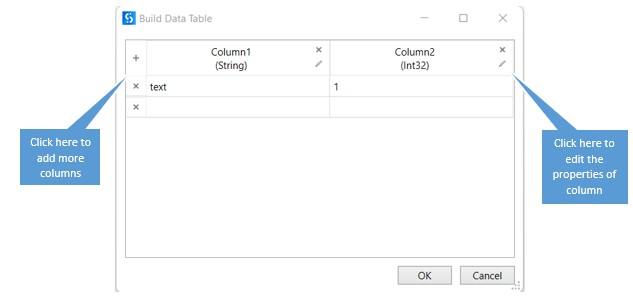 Build Data Table
Column1
(String)
Column2
(Int32)
text
1
Click here to
add more
columns
Click here to
edit the
properties of
column
OK
Cancel